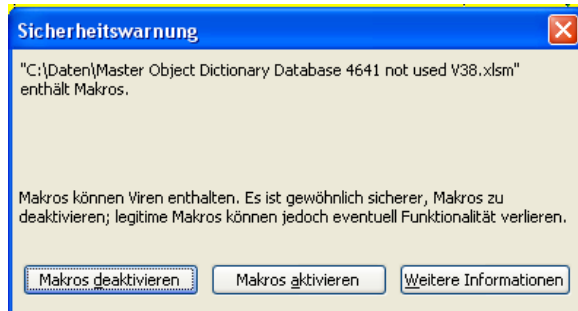 Sicherheitswarnung
"C:\Daten\Master Object Dictionary Database 4641 not used V38.xlsm"
enthält Makros.
Makros können Viren enthalten. Es ist gewöhnlich sicherer, Makros zu
deaktivieren; legitime Makros können jedoch eventuell Funktionalität verlieren.
Makros deaktivieren Makros aktivieren Weitere Informationen